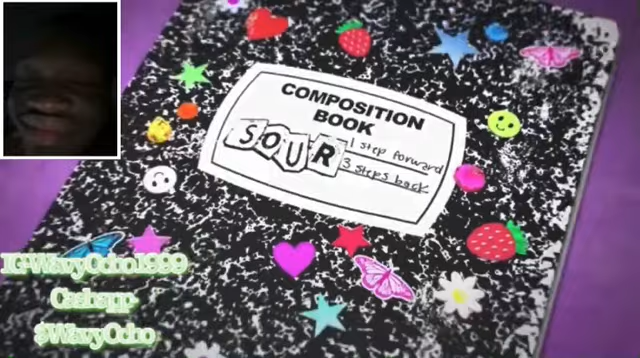 COMPOSITION
BOOK
SOUR
1 step forward
3 steps back
IG-WavyOcho1999
Cashapp-
$WavyOcho